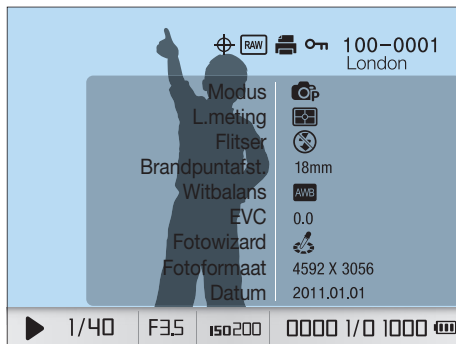 RAW 100-0001
London
Modus P
L.meting
Flitser
Brandpuntafst. 18mm
Witbalans AWB
EVC 0.0
Fotowizard
Fotoformaat 4592 X 3056
Datum 2011.01.01
1/40 F3.5 ISO200 0000 1/0 1000